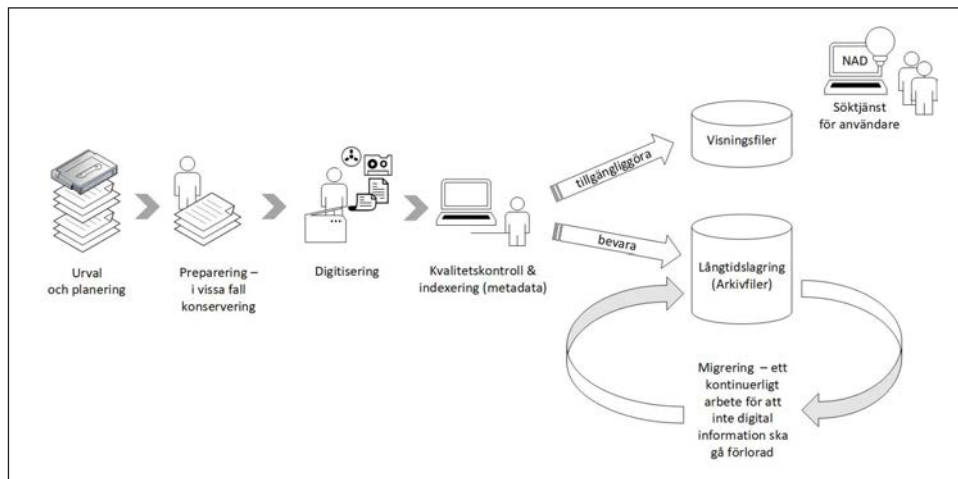 Urval
och planering
Preparering –
i vissa fall
konservering
Digitisering
Kvalitetskontroll &
indexering (metadata)
tillgängliggöra
bevara
Visningsfiler
NAD
Söktjänst
för användare
Långtidslagring
(Arkivfiler)
Migrering – ett
kontinuerligt
arbete för att
inte digital
information ska
gå förlorad